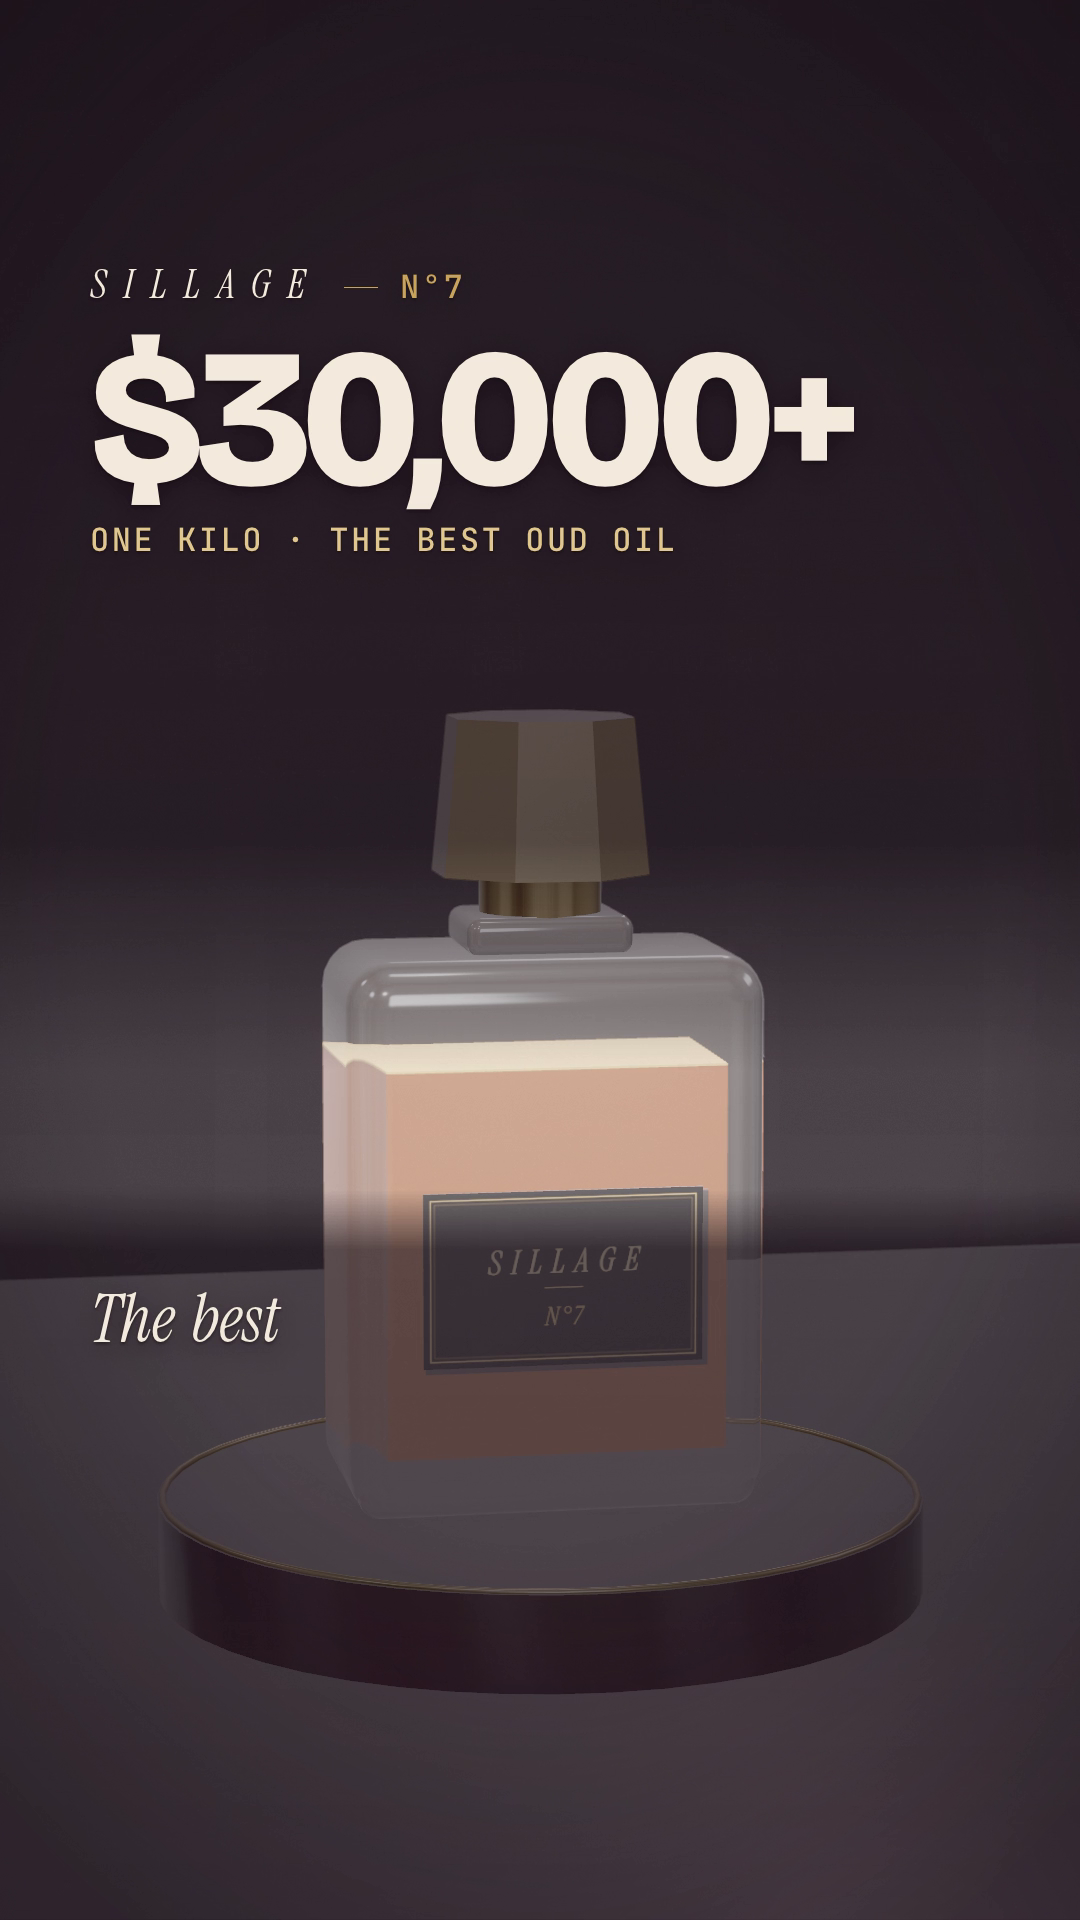 SILLAGE — N°7
$30,000+
ONE KILO · THE BEST OUD OIL
SILLAGE
N°7
The best